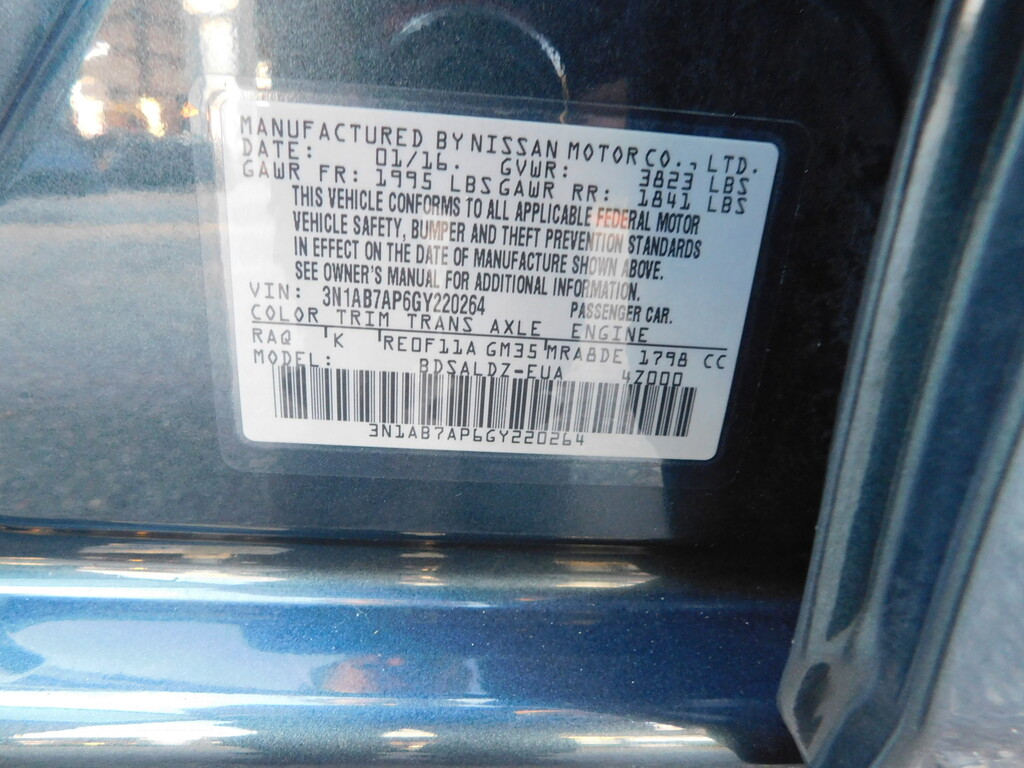 MANUFACTURED BY NISSAN MOTOR CO., LTD.
DATE: 01/16. GVWR: 3823 LBS
GAWR FR: 1995 LBS GAWR RR: 1841 LBS
THIS VEHICLE CONFORMS TO ALL APPLICABLE FEDERAL MOTOR
VEHICLE SAFETY, BUMPER AND THEFT PREVENTION STANDARDS
IN EFFECT ON THE DATE OF MANUFACTURE SHOWN ABOVE.
SEE OWNER'S MANUAL FOR ADDITIONAL INFORMATION.
VIN: 3N1AB7AP6GY220264 PASSENGER CAR.
COLOR TRIM TRANS AXLE ENGINE
RAQ K RE0F11A GM35 MRA8DE 1798 CC
MODEL: BDSALDZ-EUA 4Z000
3N1AB7AP6GY220264